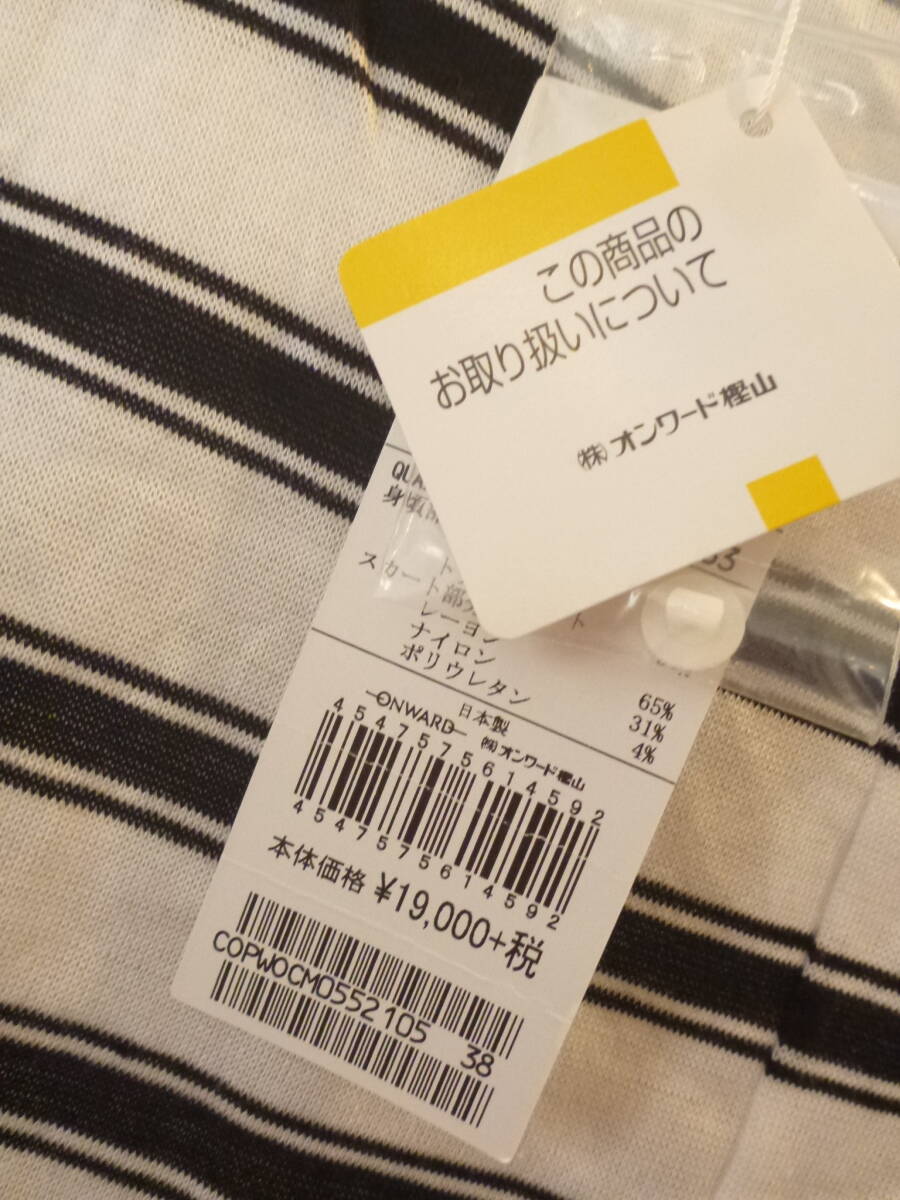 この商品の
お取り扱いについて
㈱オンワード樫山
スカート部分
レーヨン 65%
ナイロン 31%
ポリウレタン 4%
日本製
ONWARD ㈱オンワード樫山
4547575614592
4547575614592
本体価格 ¥19,000+税
COPWOCM0552105 38